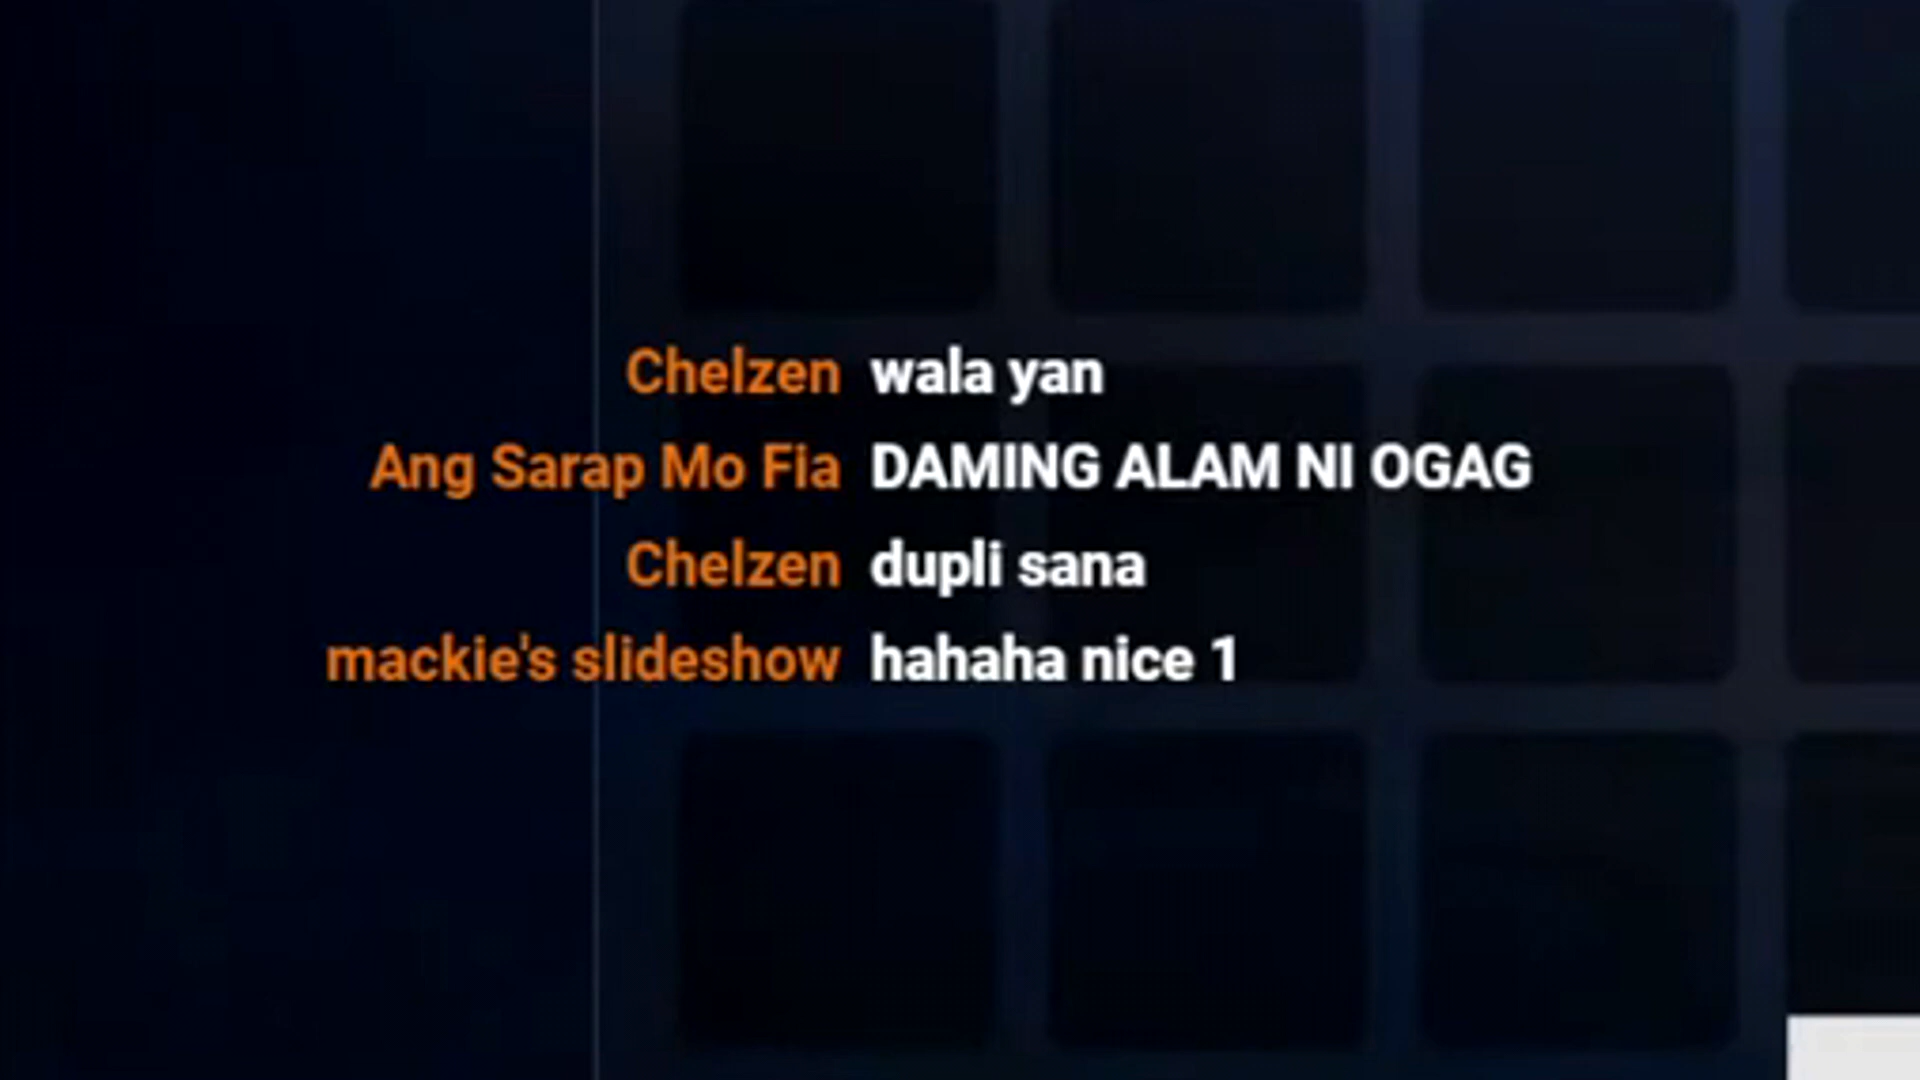 Chelzen wala yan
Ang Sarap Mo Fia DAMING ALAM NI OGAG
Chelzen dupli sana
mackie's slideshow hahaha nice 1